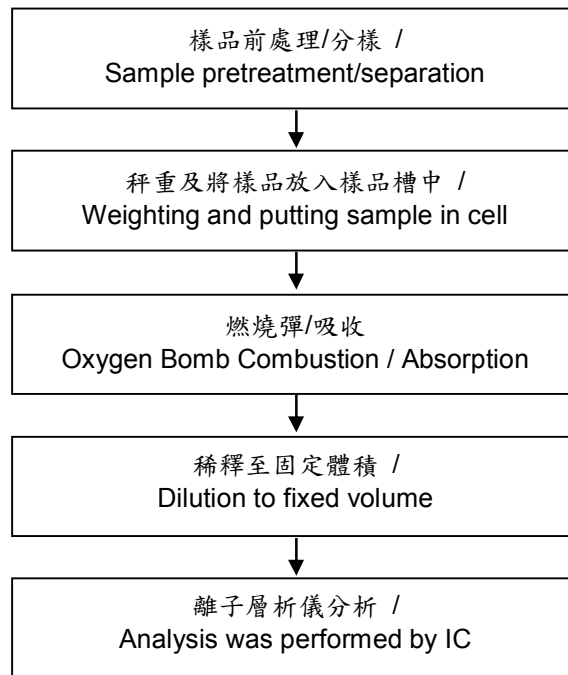 樣品前處理/分樣 /
Sample pretreatment/separation
秤重及將樣品放入樣品槽中 /
Weighting and putting sample in cell
燃燒彈/吸收
Oxygen Bomb Combustion / Absorption
稀釋至固定體積 /
Dilution to fixed volume
離子層析儀分析 /
Analysis was performed by IC